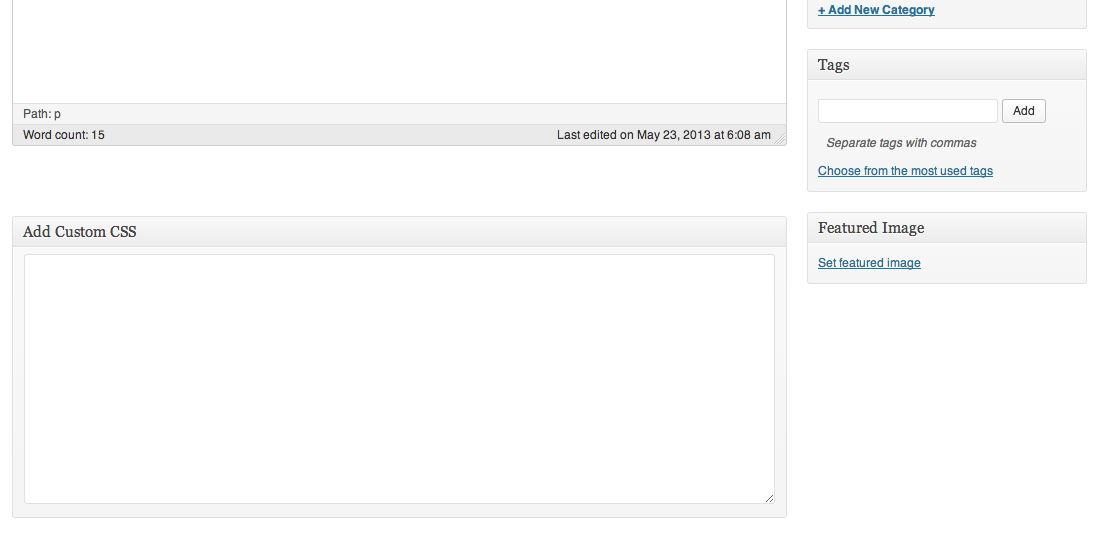 + Add New Category
Tags
Add
Separate tags with commas
Choose from the most used tags
Path: p
Word count: 15
Last edited on May 23, 2013 at 6:08 am
Featured Image
Set featured image
Add Custom CSS